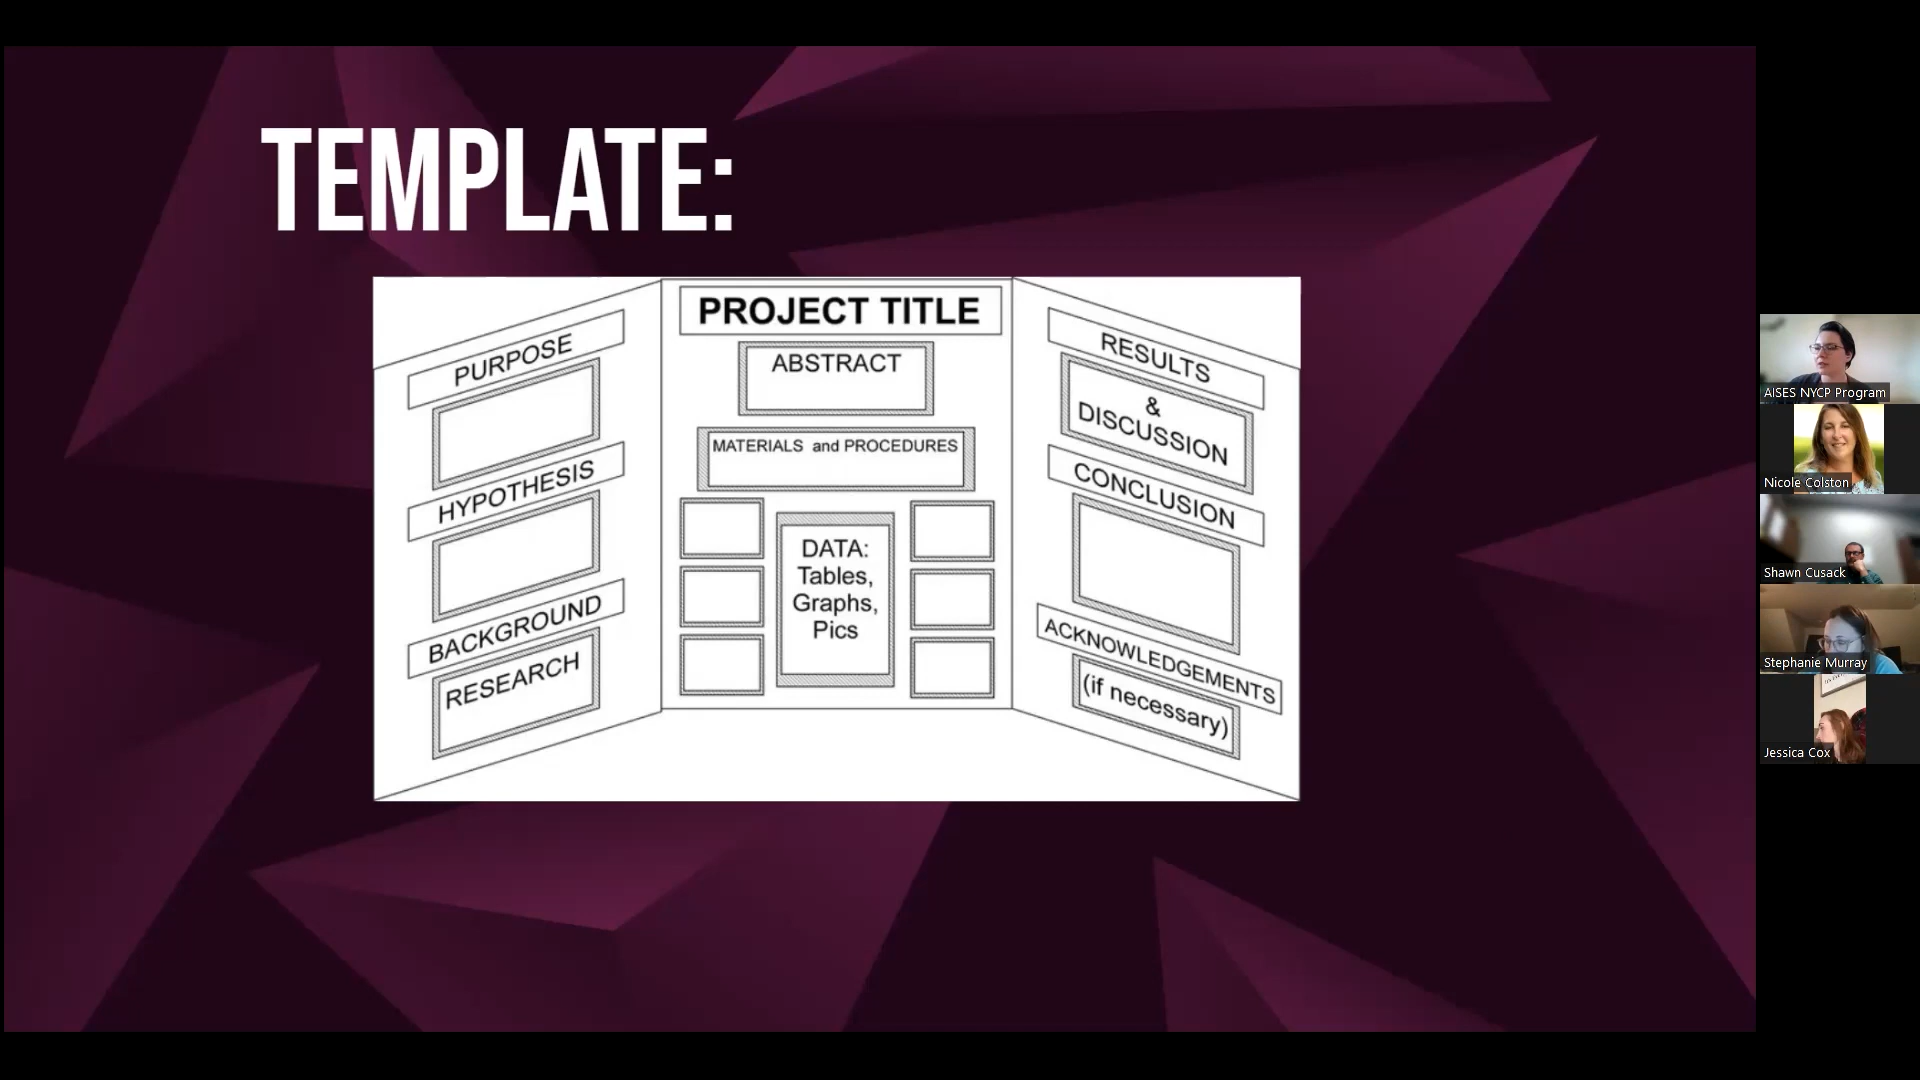 TEMPLATE:
PURPOSE
HYPOTHESIS
BACKGROUND
RESEARCH
PROJECT TITLE
ABSTRACT
MATERIALS and PROCEDURES
DATA:
Tables,
Graphs,
Pics
RESULTS
&
DISCUSSION
CONCLUSION
ACKNOWLEDGEMENTS
(if necessary)
AISES NYCP Program
Nicole Colston
Shawn Cusack
Stephanie Murray
Jessica Cox